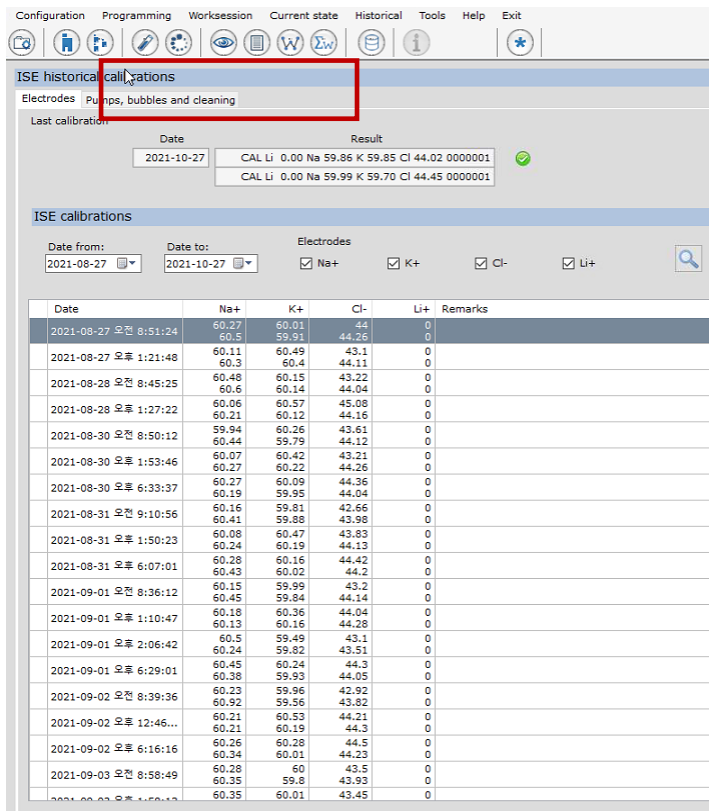 Configuration Programming Worksession Current state Historical Tools Help Exit
ISE historical calibrations
Electrodes Pumps, bubbles and cleaning
Last calibration
Date Result
2021-10-27 CAL Li 0.00 Na 59.86 K 59.85 Cl 44.02 0000001
CAL Li 0.00 Na 59.99 K 59.70 Cl 44.45 0000001
ISE calibrations
Date from: Date to: Electrodes
2021-08-27 2021-10-27 Na+ K+ Cl- Li+
Date Na+ K+ Cl- Li+ Remarks
2021-08-27 오전 8:51:24 60.27 60.01 44 0
60.5 59.91 44.26 0
2021-08-27 오후 1:21:48 60.11 60.49 43.1 0
60.3 60.4 44.11 0
2021-08-28 오전 8:45:25 60.48 60.15 43.22 0
60.6 60.14 44.04 0
2021-08-28 오후 1:27:22 60.06 60.57 45.08 0
60.21 60.12 44.16 0
2021-08-30 오전 8:50:12 59.94 60.26 43.61 0
60.44 59.79 44.12 0
2021-08-30 오후 1:53:46 60.07 60.42 43.21 0
60.27 60.22 44.26 0
2021-08-30 오후 6:33:37 60.27 60.09 44.36 0
60.19 59.95 44.04 0
2021-08-31 오전 9:10:56 60.16 59.81 42.66 0
60.41 59.88 43.98 0
2021-08-31 오후 1:50:23 60.08 60.47 43.83 0
60.24 60.19 44.13 0
2021-08-31 오후 6:07:01 60.28 60.16 44.42 0
60.43 60.02 44.2 0
2021-09-01 오전 8:36:12 60.15 59.99 43.2 0
60.45 59.84 44.14 0
2021-09-01 오후 1:10:47 60.18 60.36 44.04 0
60.13 60.16 44.28 0
2021-09-01 오후 2:06:42 60.5 59.49 43.1 0
60.24 59.82 43.51 0
2021-09-01 오후 6:29:01 60.45 60.24 44.3 0
60.38 59.93 44.05 0
2021-09-02 오전 8:39:36 60.23 59.96 42.92 0
60.92 59.56 43.82 0
2021-09-02 오후 12:46... 60.21 60.53 44.21 0
60.21 60.19 44.3 0
2021-09-02 오후 6:16:16 60.26 60.28 44.5 0
60.34 60.01 44.23 0
2021-09-03 오전 8:58:49 60.28 60 43.5 0
60.35 59.8 43.93 0
60.35 60.01 43.45 0